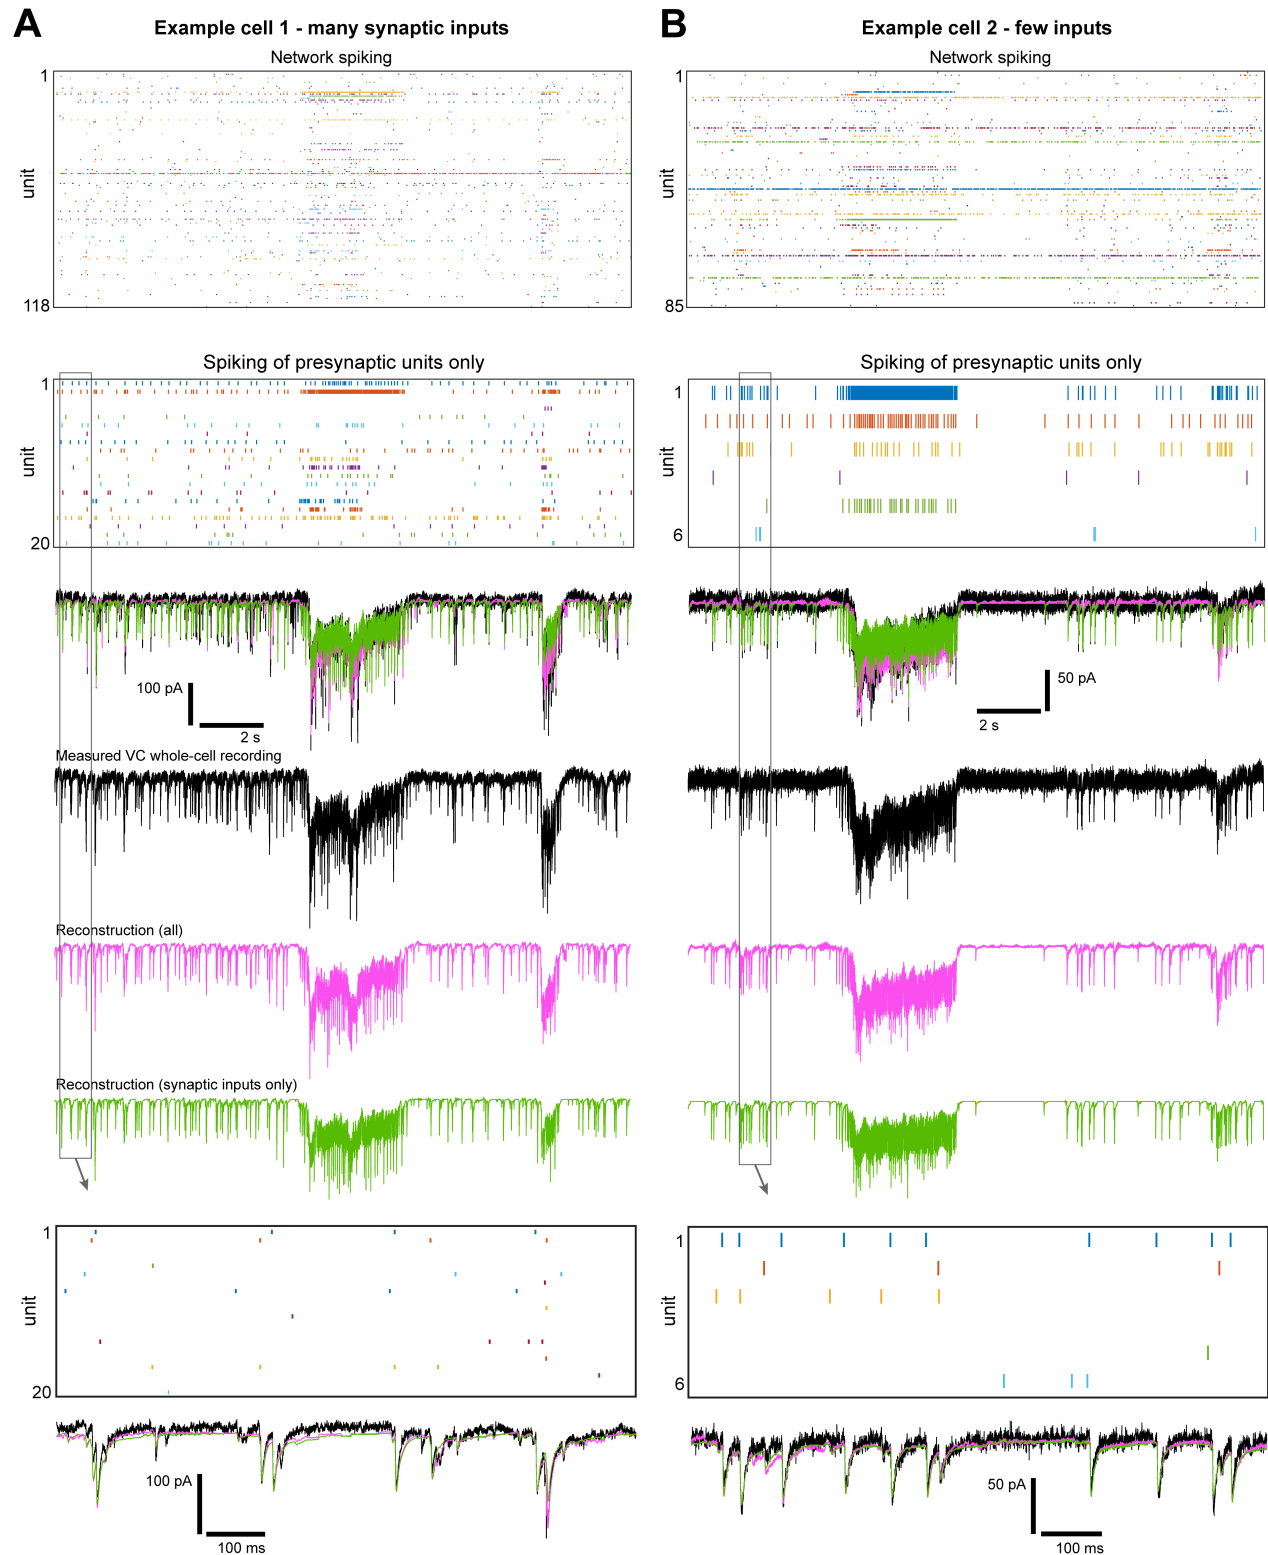 A
Example cell 1 - many synaptic inputs
Network spiking
1
unit
118
Spiking of presynaptic units only
1
unit
20
100 pA
2 s
Measured VC whole-cell recording
Reconstruction (all)
Reconstruction (synaptic inputs only)
1
unit
20
100 pA
100 ms
B
Example cell 2 - few inputs
Network spiking
1
unit
85
Spiking of presynaptic units only
1
unit
6
50 pA
2 s
1
unit
6
50 pA
100 ms